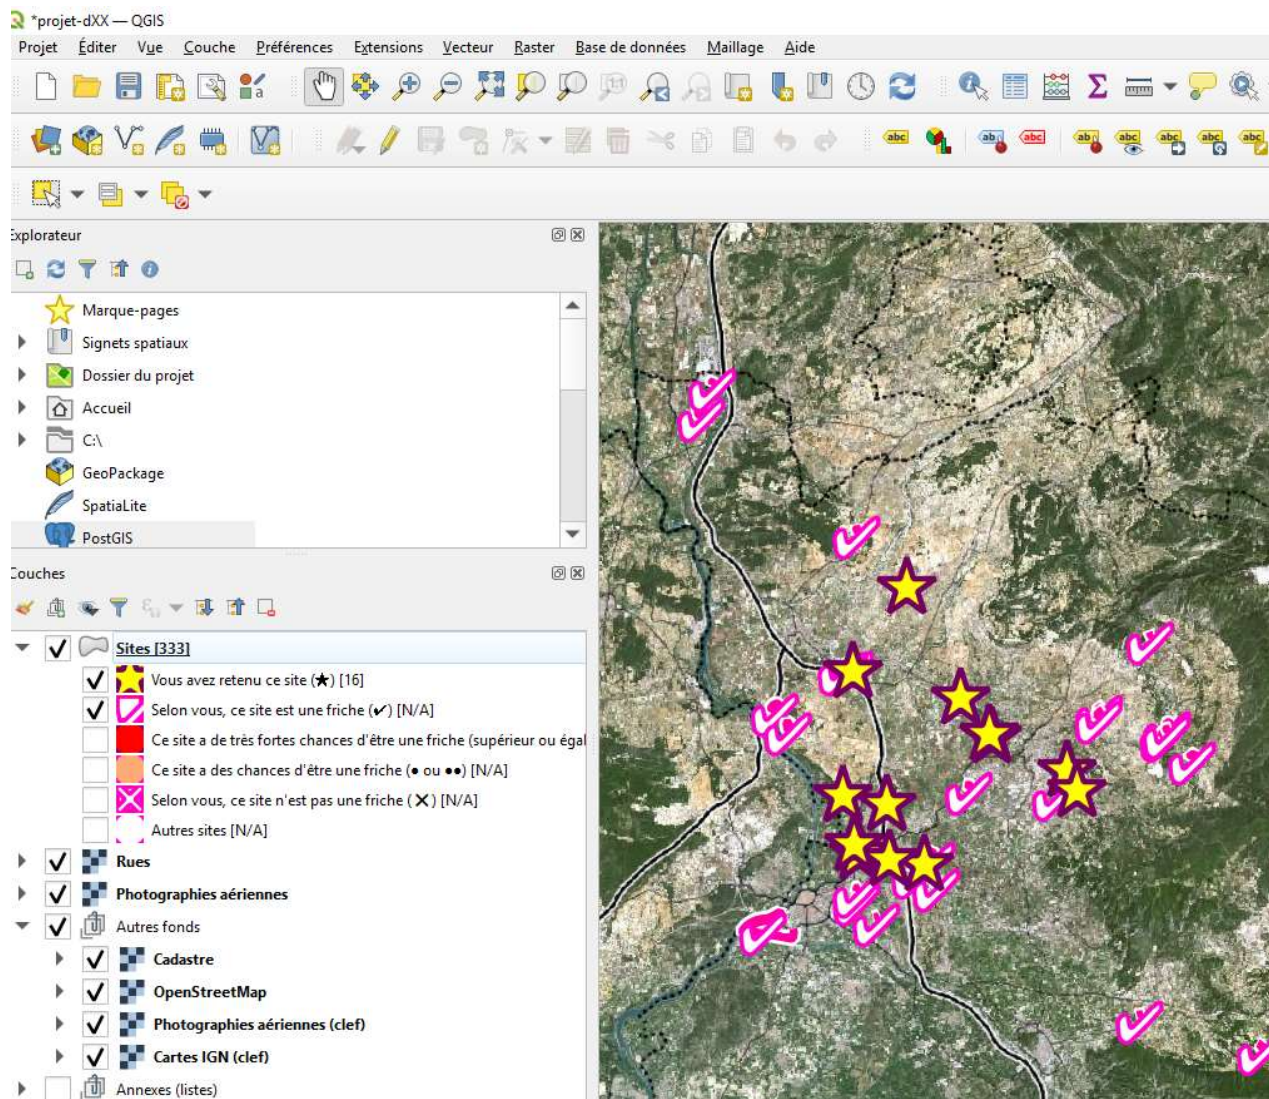 *projet-dXX — QGIS
Projet Éditer Vue Couche Préférences Extensions Vecteur Raster Base de données Maillage Aide
Explorateur
Marque-pages
Signets spatiaux
Dossier du projet
Accueil
C:\
GeoPackage
SpatiaLite
PostGIS
Couches
Sites [333]
Vous avez retenu ce site (★) [16]
Selon vous, ce site est une friche (✔) [N/A]
Ce site a de très fortes chances d'être une friche (supérieur ou égal
Ce site a des chances d'être une friche (● ou ●●) [N/A]
Selon vous, ce site n'est pas une friche (✕) [N/A]
Autres sites [N/A]
Rues
Photographies aériennes
Autres fonds
Cadastre
OpenStreetMap
Photographies aériennes (clef)
Cartes IGN (clef)
Annexes (listes)